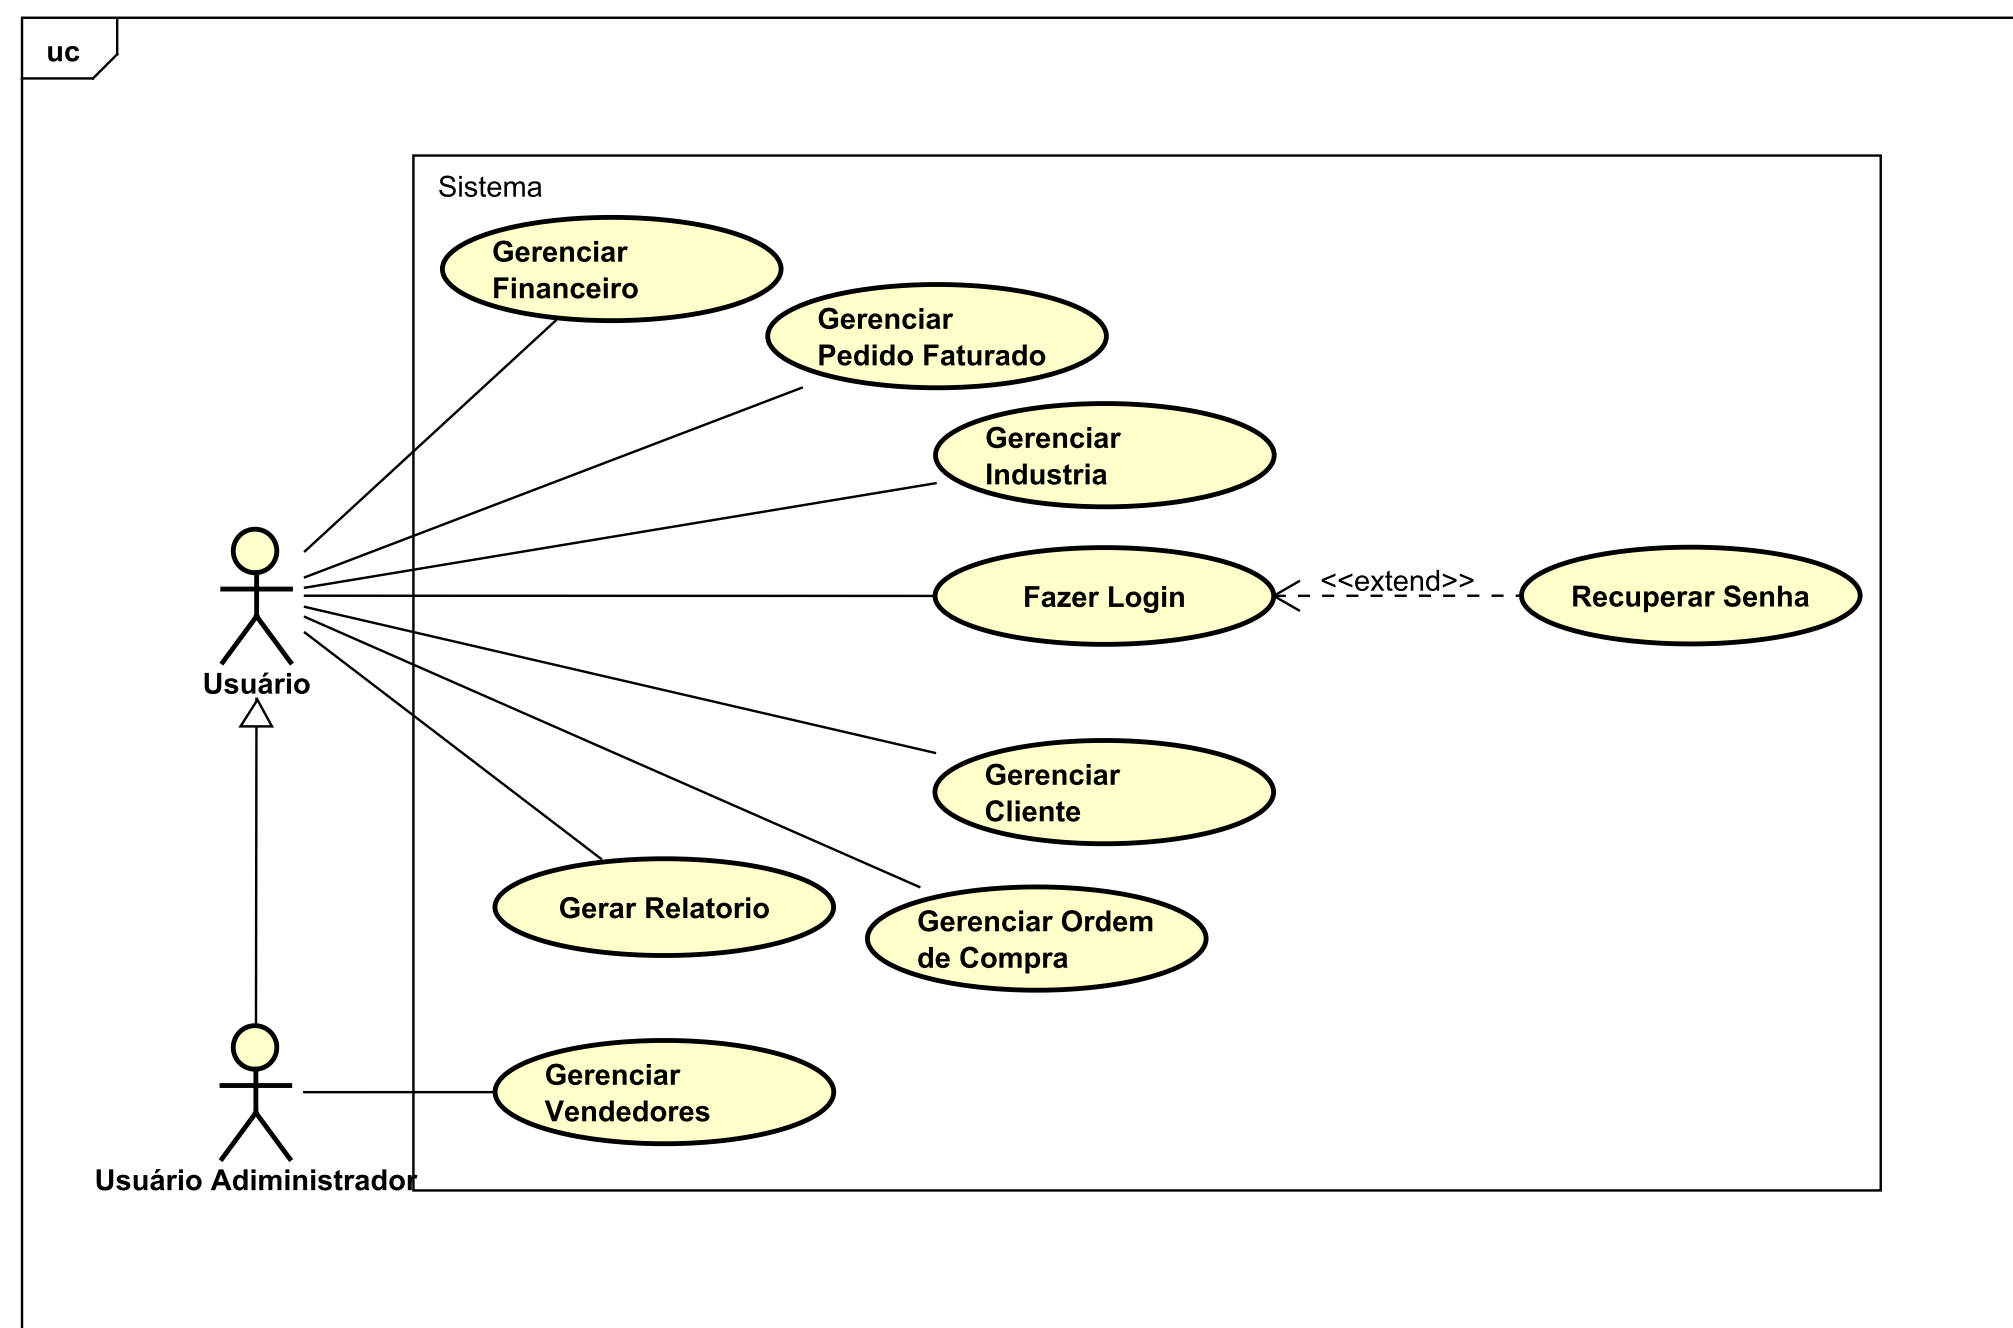 uc
Sistema
Gerenciar
Financeiro
Gerenciar
Pedido Faturado
Gerenciar
Industria
Fazer Login
<<extend>>
Recuperar Senha
Usuário
Gerenciar
Cliente
Gerar Relatorio
Gerenciar Ordem
de Compra
Gerenciar
Vendedores
Usuário Adiministrador